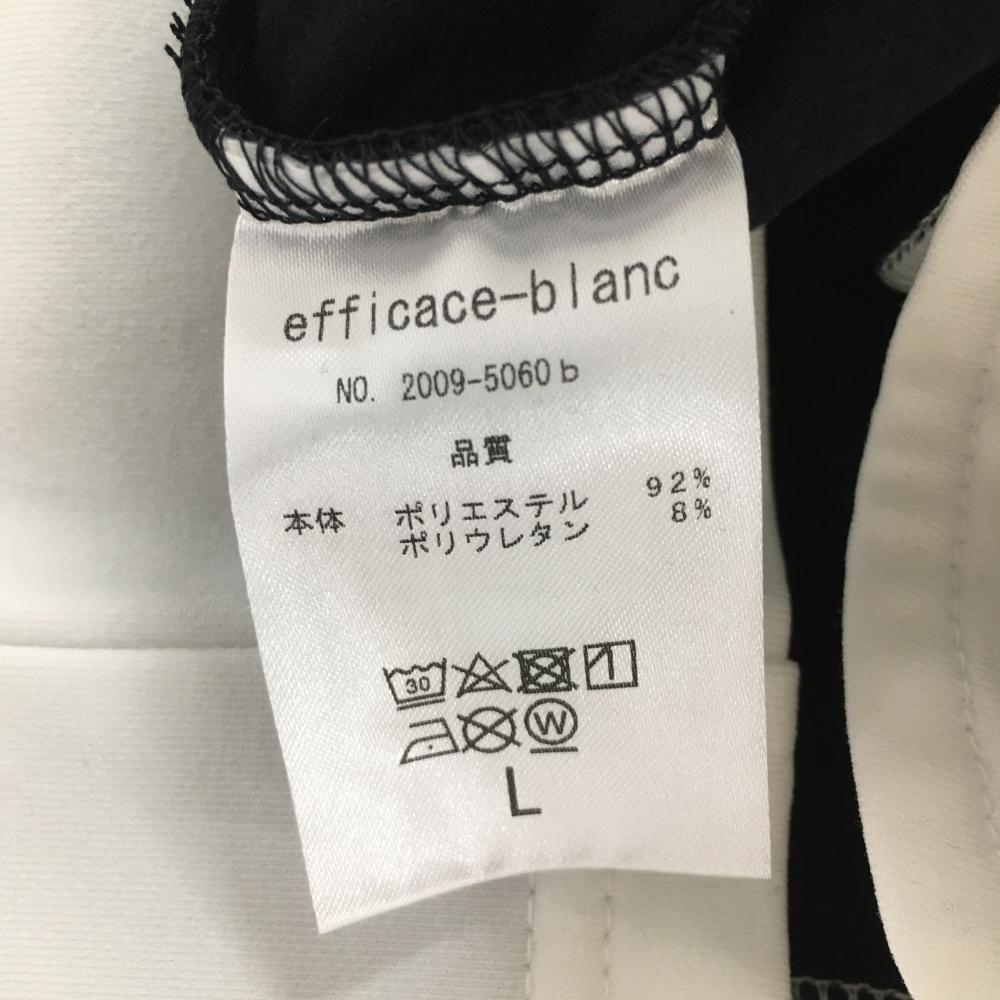 efficace-blanc
NO. 2009-5060b
品質
本体 ポリエステル 92%
ポリウレタン 8%
30
W
L